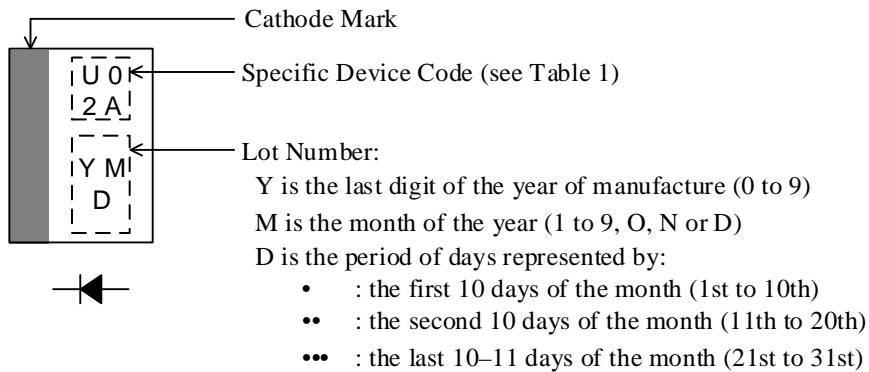 Cathode Mark
U 0
2 A
Specific Device Code (see Table 1)
Lot Number:
Y M
D
Y is the last digit of the year of manufacture (0 to 9)
M is the month of the year (1 to 9, O, N or D)
D is the period of days represented by:
• : the first 10 days of the month (1st to 10th)
•• : the second 10 days of the month (11th to 20th)
••• : the last 10–11 days of the month (21st to 31st)